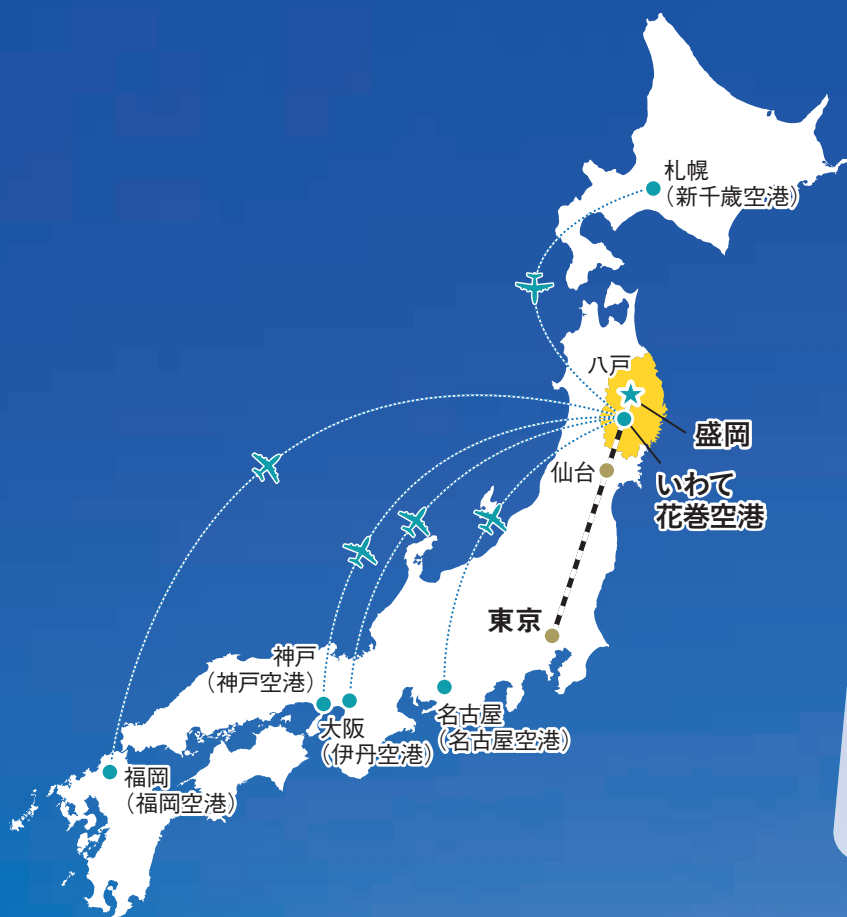 札幌
（新千歳空港）
八戸
盛岡
仙台
いわて
花巻空港
東京
神戸
（神戸空港）
大阪
（伊丹空港）
名古屋
（名古屋空港）
福岡
（福岡空港）